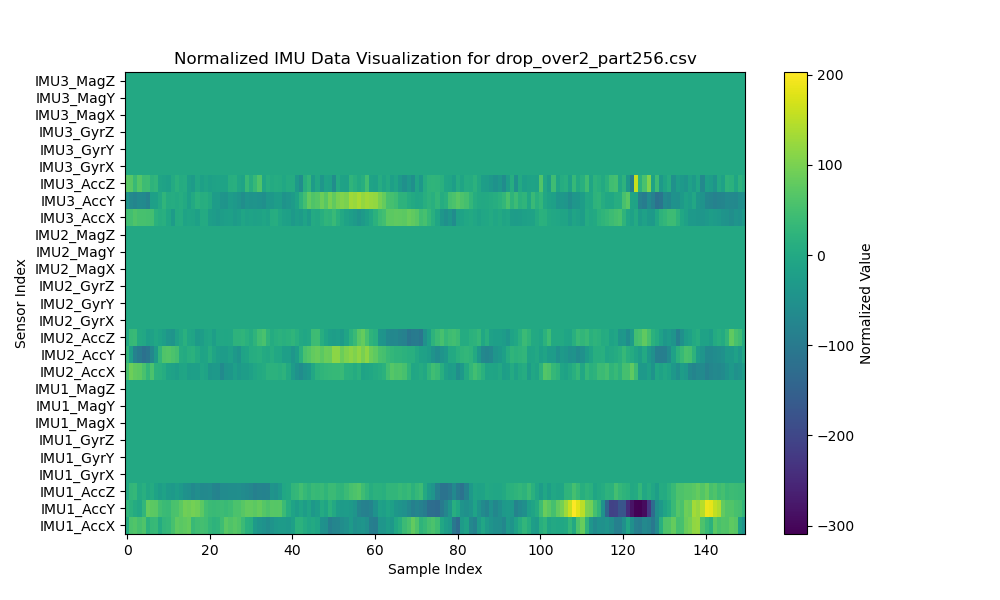 Normalized IMU Data Visualization for drop_over2_part256.csv
IMU3_MagZ
IMU3_MagY
IMU3_MagX
IMU3_GyrZ
IMU3_GyrY
IMU3_GyrX
IMU3_AccZ
IMU3_AccY
IMU3_AccX
IMU2_MagZ
IMU2_MagY
IMU2_MagX
IMU2_GyrZ
IMU2_GyrY
IMU2_GyrX
IMU2_AccZ
IMU2_AccY
IMU2_AccX
IMU1_MagZ
IMU1_MagY
IMU1_MagX
IMU1_GyrZ
IMU1_GyrY
IMU1_GyrX
IMU1_AccZ
IMU1_AccY
IMU1_AccX
Sensor Index
0 20 40 60 80 100 120 140
Sample Index
200
100
0
−100
−200
−300
Normalized Value